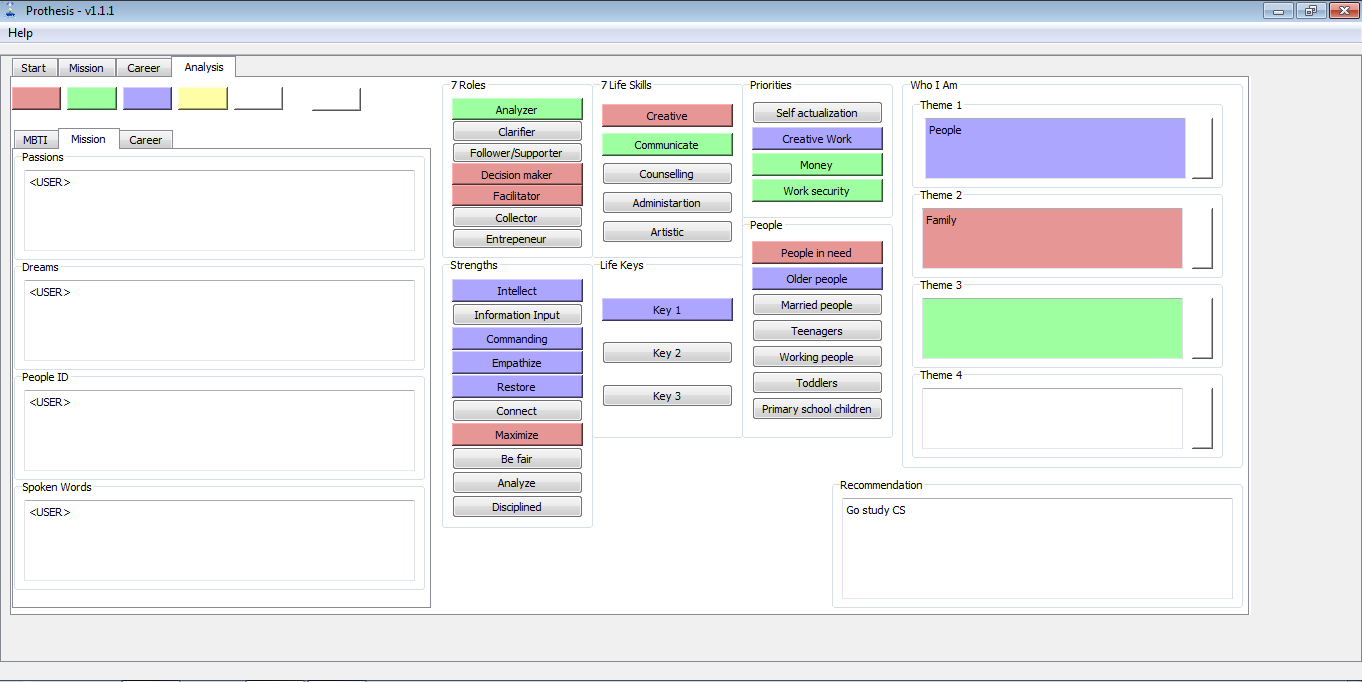 Prothesis - v1.1.1
Help
Start Mission Career Analysis
MBTI Mission Career
Passions
<USER>
Dreams
<USER>
People ID
<USER>
Spoken Words
<USER>
7 Roles
Analyzer
Clarifier
Follower/Supporter
Decision maker
Facilitator
Collector
Entrepeneur
Strengths
Intellect
Information Input
Commanding
Empathize
Restore
Connect
Maximize
Be fair
Analyze
Disciplined
7 Life Skills
Creative
Communicate
Counselling
Administartion
Artistic
Life Keys
Key 1
Key 2
Key 3
Priorities
Self actualization
Creative Work
Money
Work security
People
People in need
Older people
Married people
Teenagers
Working people
Toddlers
Primary school children
Who I Am
Theme 1
People
Theme 2
Family
Theme 3
Theme 4
Recommendation
Go study CS